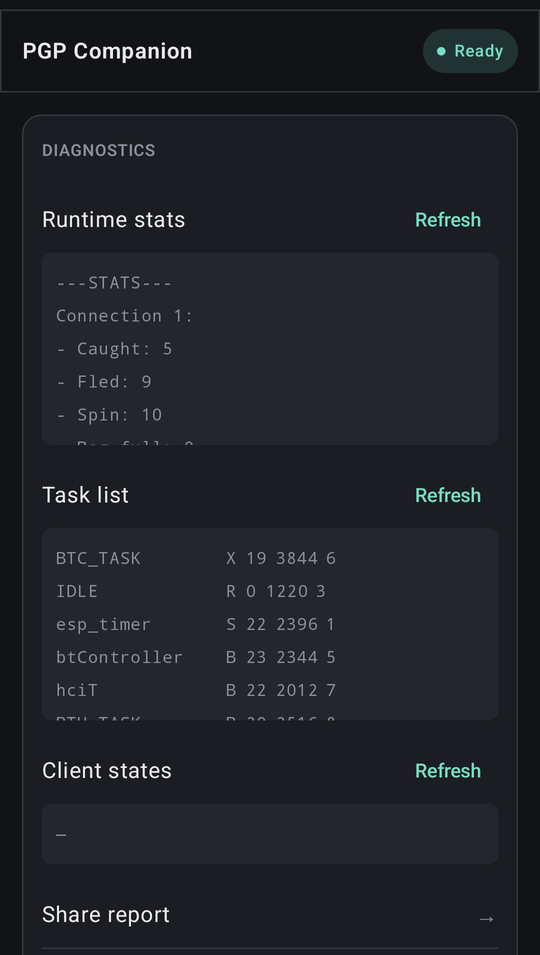 PGP Companion
Ready
DIAGNOSTICS
Runtime stats
Refresh
---STATS---
Connection 1:
- Caught: 5
- Fled: 9
- Spin: 10
Task list
Refresh
BTC_TASK X 19 3844 6
IDLE R 0 1220 3
esp_timer S 22 2396 1
btController B 23 2344 5
hciT B 22 2012 7
Client states
Refresh
—
Share report
→